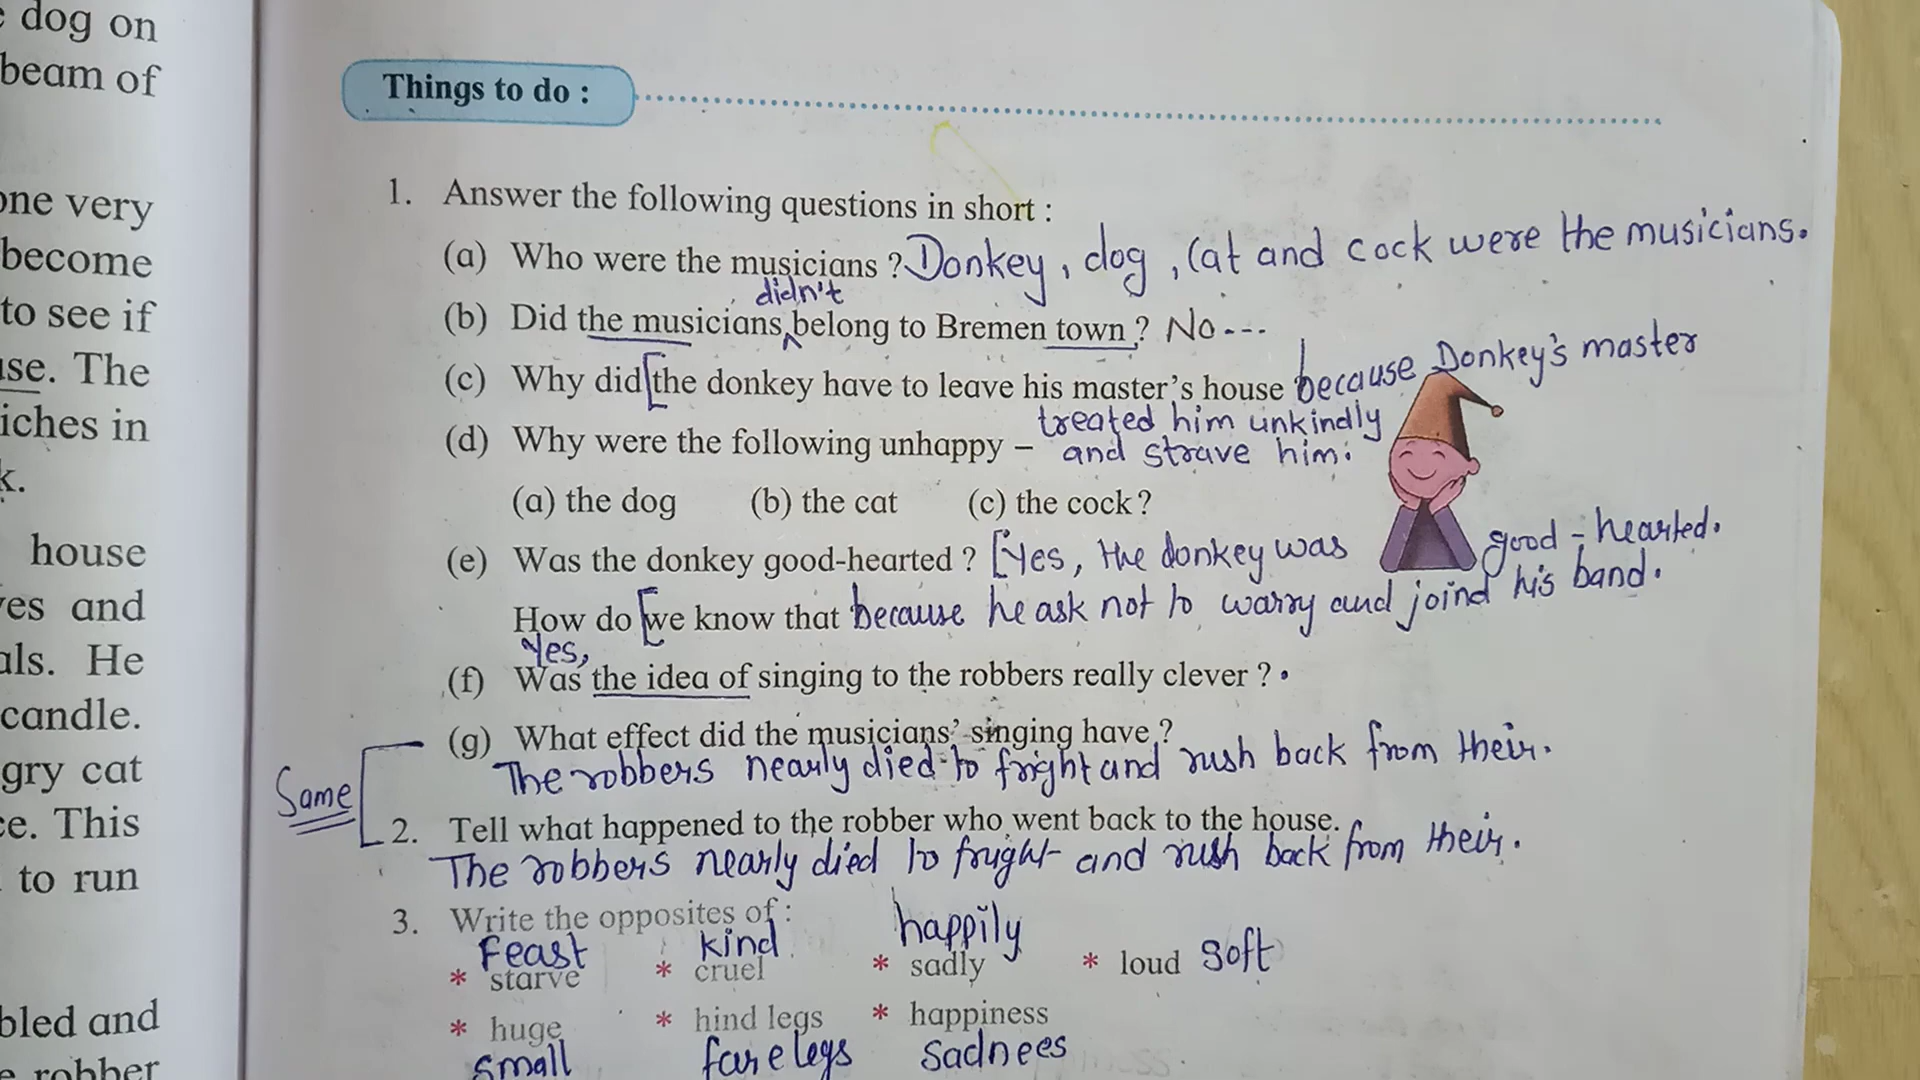 dog on
beam of
one very
become
to see if
use. The
iches in
k.
house
ves and
als. He
candle.
gry cat
ce. This
to run
bled and
e robber
Things to do :
1. Answer the following questions in short :
(a) Who were the musicians ? Donkey, dog, Cat and cock were the musicians.
didn't
(b) Did the musicians belong to Bremen town ? No ---
(c) Why did [the donkey have to leave his master's house because Donkey's master
treated him unkindly
(d) Why were the following unhappy – and strave him.
(a) the dog (b) the cat (c) the cock ?
(e) Was the donkey good-hearted ? [Yes, the donkey was good - hearted.
How do [we know that because he ask not to warry and joind his band.
Yes,
(f) Was the idea of singing to the robbers really clever ?
(g) What effect did the musicians' singing have ?
The robbers nearly died to fright and rush back from their.
Same
2. Tell what happened to the robber who went back to the house.
The robbers nearly died to fright and rush back from their.
3. Write the opposites of :
Feast kind happily
* starve * cruel * sadly * loud Soft
* huge * hind legs * happiness
small fore legs Sadnees